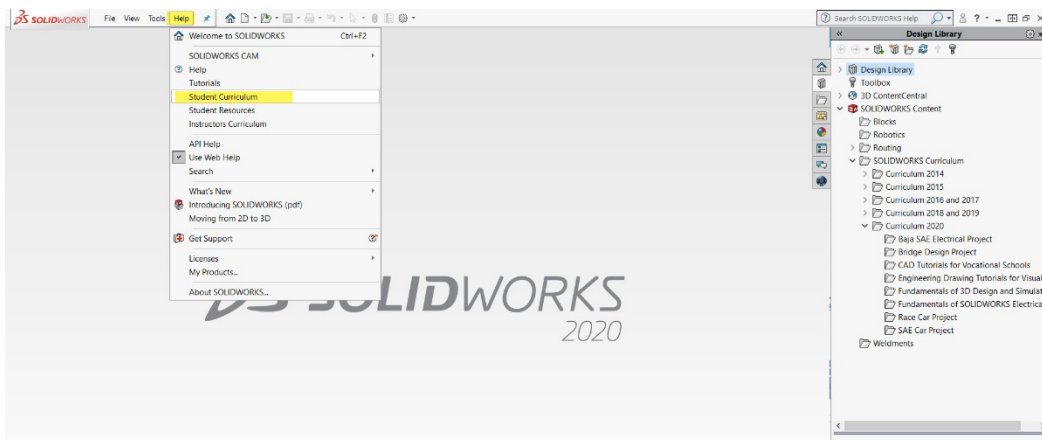 SOLIDWORKS File View Tools Help Search SOLIDWORKS Help
Welcome to SOLIDWORKS Ctrl+F2
SOLIDWORKS CAM
Help
Tutorials
Student Curriculum
Student Resources
Instructors Curriculum
API Help
Use Web Help
Search
What's New
Introducing SOLIDWORKS (pdf)
Moving from 2D to 3D
Get Support
Licenses
My Products...
About SOLIDWORKS...
SOLIDWORKS
2020
Design Library
Design Library
Toolbox
3D ContentCentral
SOLIDWORKS Content
Blocks
Robotics
Routing
SOLIDWORKS Curriculum
Curriculum 2014
Curriculum 2015
Curriculum 2016 and 2017
Curriculum 2018 and 2019
Curriculum 2020
Baja SAE Electrical Project
Bridge Design Project
CAD Tutorials for Vocational Schools
Engineering Drawing Tutorials for Visual
Fundamentals of 3D Design and Simulat
Fundamentals of SOLIDWORKS Electrica
Race Car Project
SAE Car Project
Weldments